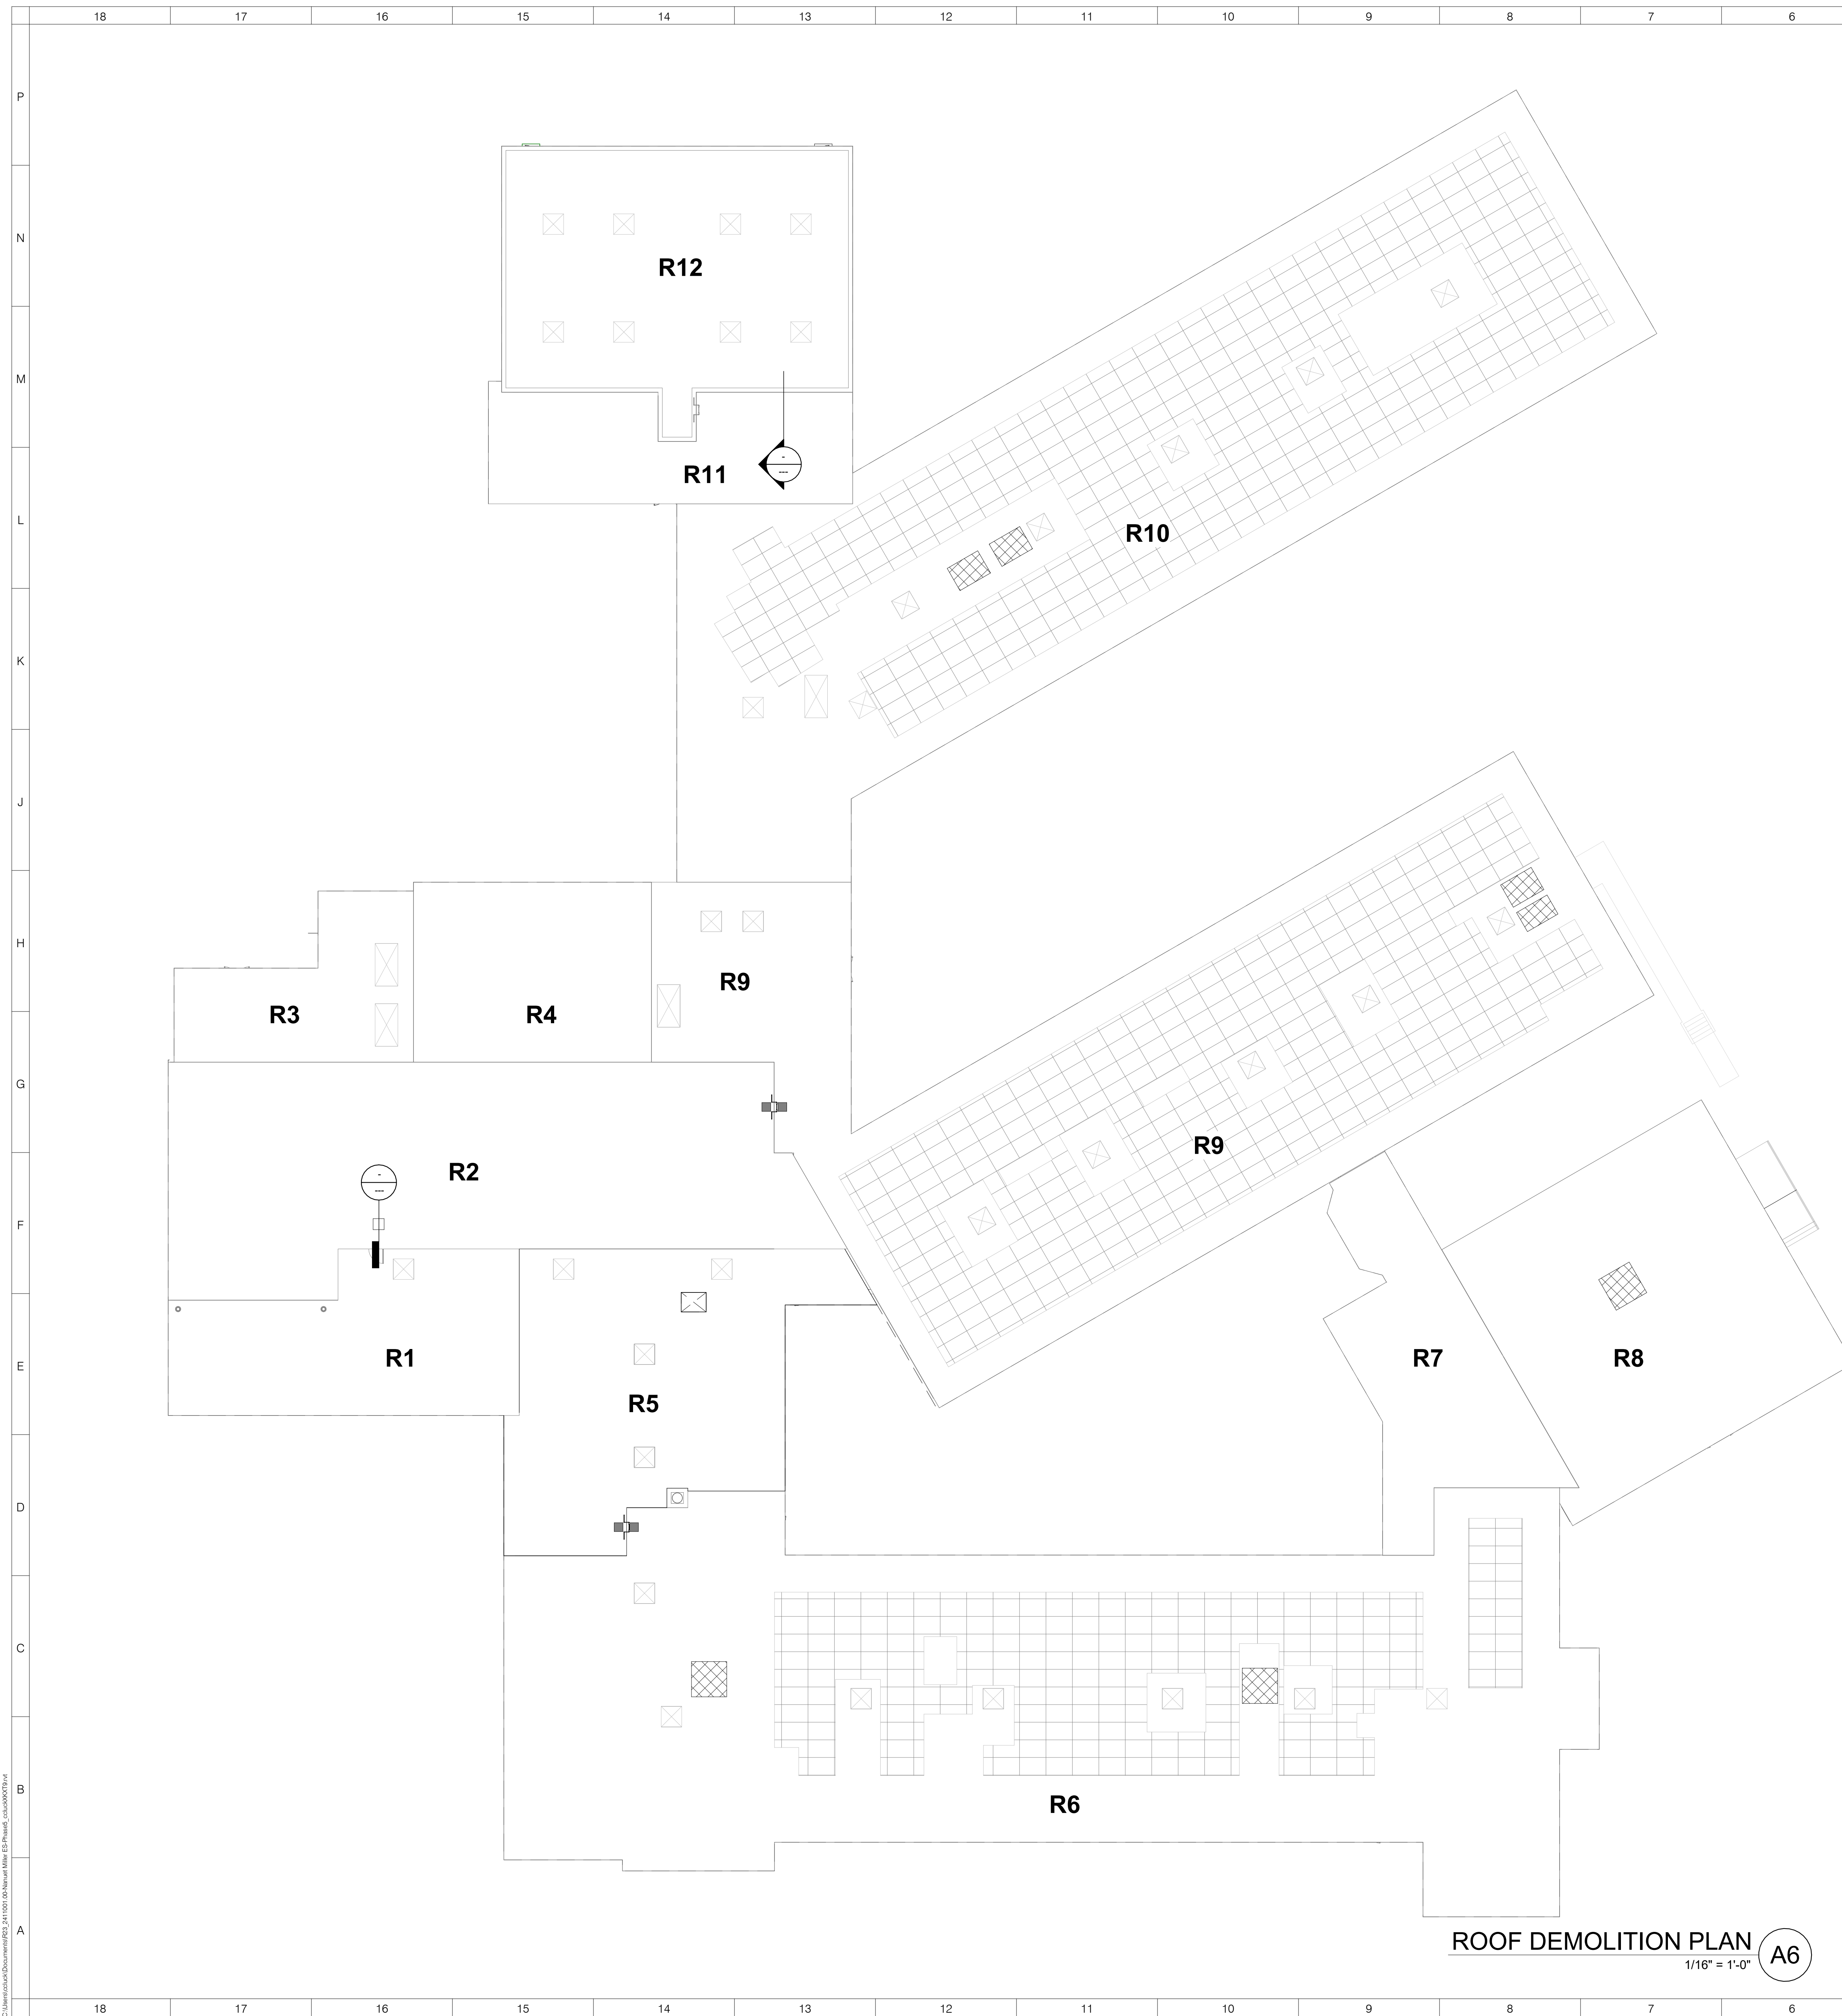 18 17 16 15 14 13 12 11 10 9 8 7 6
P
N
R12
M
R11
-
---
L
R10
K
J
H
R9
R3
R4
G
R9
R2
-
---
F
R1
E
R7
R8
R5
D
C
B
R6
A
ROOF DEMOLITION PLAN
A6
1/16" = 1'-0"
18 17 16 15 14 13 12 11 10 9 8 7 6